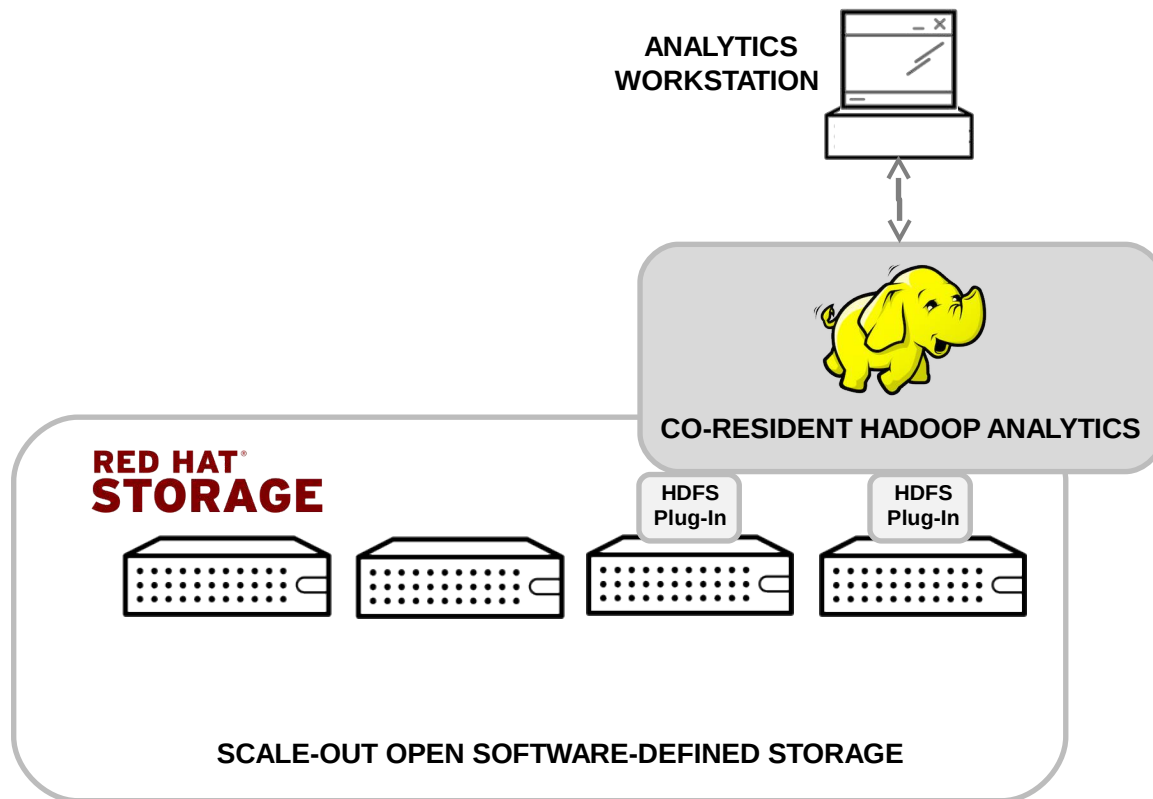 ANALYTICS
WORKSTATION
CO-RESIDENT HADOOP ANALYTICS
RED HAT®
STORAGE
HDFS
Plug-In
HDFS
Plug-In
SCALE-OUT OPEN SOFTWARE-DEFINED STORAGE